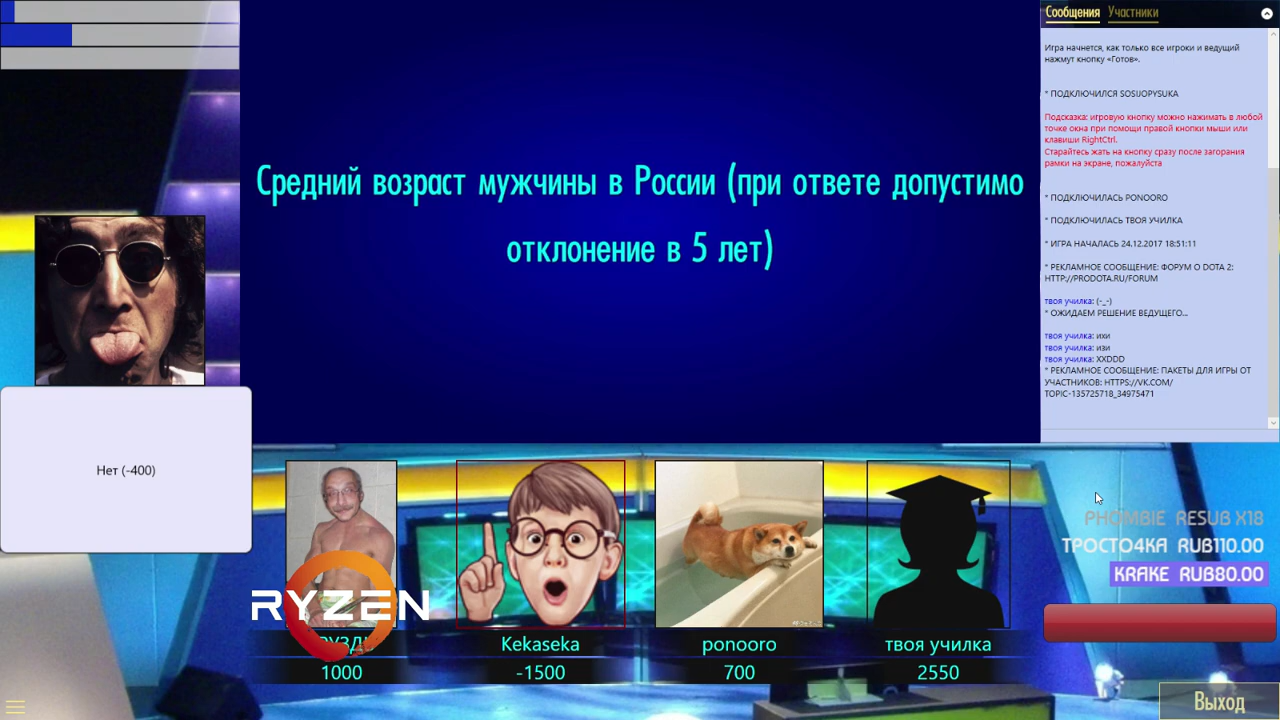 Средний возраст мужчины в России (при ответе допустимо
отклонение в 5 лет)
Сообщения Участники
Игра начнется, как только все игроки и ведущий
нажмут кнопку «Готов».
* ПОДКЛЮЧИЛСЯ SOSIJOPYSUKA
Подсказка: игровую кнопку можно нажимать в любой
точке окна при помощи правой кнопки мыши или
клавиши RightCtrl.
Старайтесь жать на кнопку сразу после загорания
рамки на экране, пожалуйста
* ПОДКЛЮЧИЛАСЬ PONOORO
* ПОДКЛЮЧИЛАСЬ ТВОЯ УЧИЛКА
* ИГРА НАЧАЛАСЬ 24.12.2017 18:51:11
* РЕКЛАМНОЕ СООБЩЕНИЕ: ФОРУМ О DOTA 2:
HTTP://PRODOTA.RU/FORUM
твоя училка: (-_-)
* ОЖИДАЕМ РЕШЕНИЕ ВЕДУЩЕГО...
твоя училка: ихи
твоя училка: изи
твоя училка: XXDDD
* РЕКЛАМНОЕ СООБЩЕНИЕ: ПАКЕТЫ ДЛЯ ИГРЫ ОТ
УЧАСТНИКОВ: HTTPS://VK.COM/
TOPIC-135725718_34975471
Нет (-400)
PHOMBIE RESUB X18
ТРОСТО4КА RUB110.00
KRAKE RUB80.00
RYZEN
Kekaseka
ponooro
твоя училка
1000
-1500
700
2550
Выход